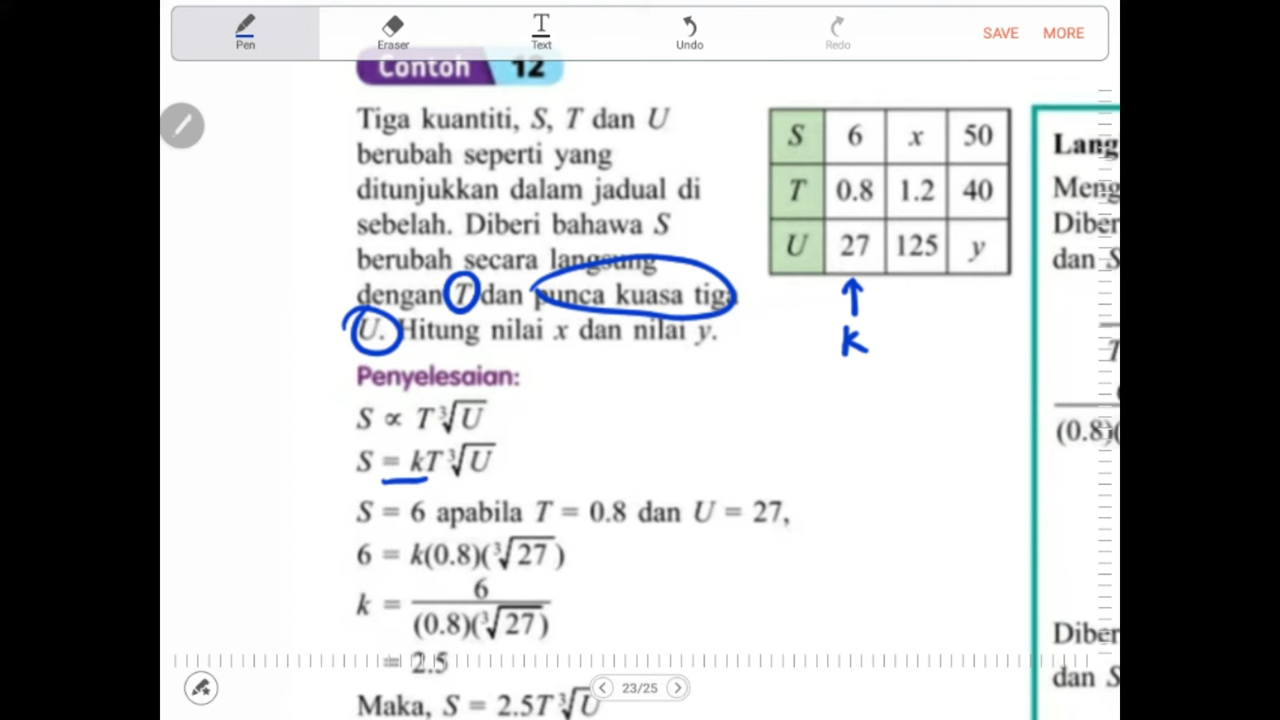 Pen
Eraser
Text
Undo
Redo
SAVE
MORE
Contoh 12
Tiga kuantiti, S, T dan U
berubah seperti yang
ditunjukkan dalam jadual di
sebelah. Diberi bahawa S
berubah secara langsung
dengan T dan punca kuasa tiga
U. Hitung nilai x dan nilai y.
S 6 x 50
T 0.8 1.2 40
U 27 125 y
k
Penyelesaian:
S ∝ T∛U
S = kT∛U
S = 6 apabila T = 0.8 dan U = 27,
6 = k(0.8)(∛27)
k = 6/(0.8)(∛27)
= 2.5
Maka, S = 2.5T∛U
23/25
Lang
Meng
Diber
dan S
T
(0.8)(
Diber
dan S